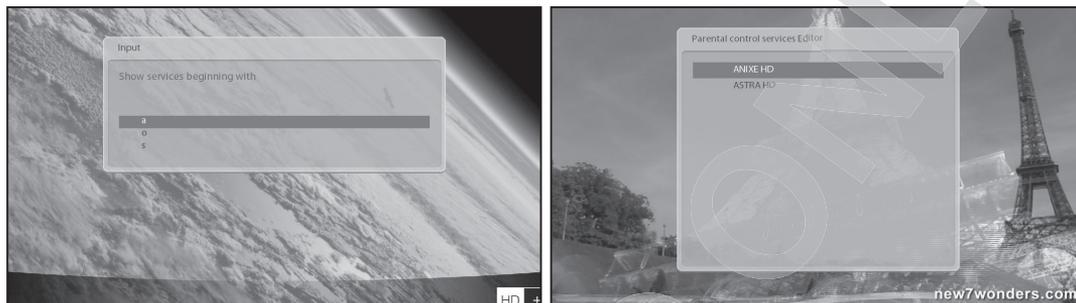 Input
Show services beginning with
a
o
s
HD +
Parental control services Editor
ANIXE HD
ASTRA HD
new7wonders.com